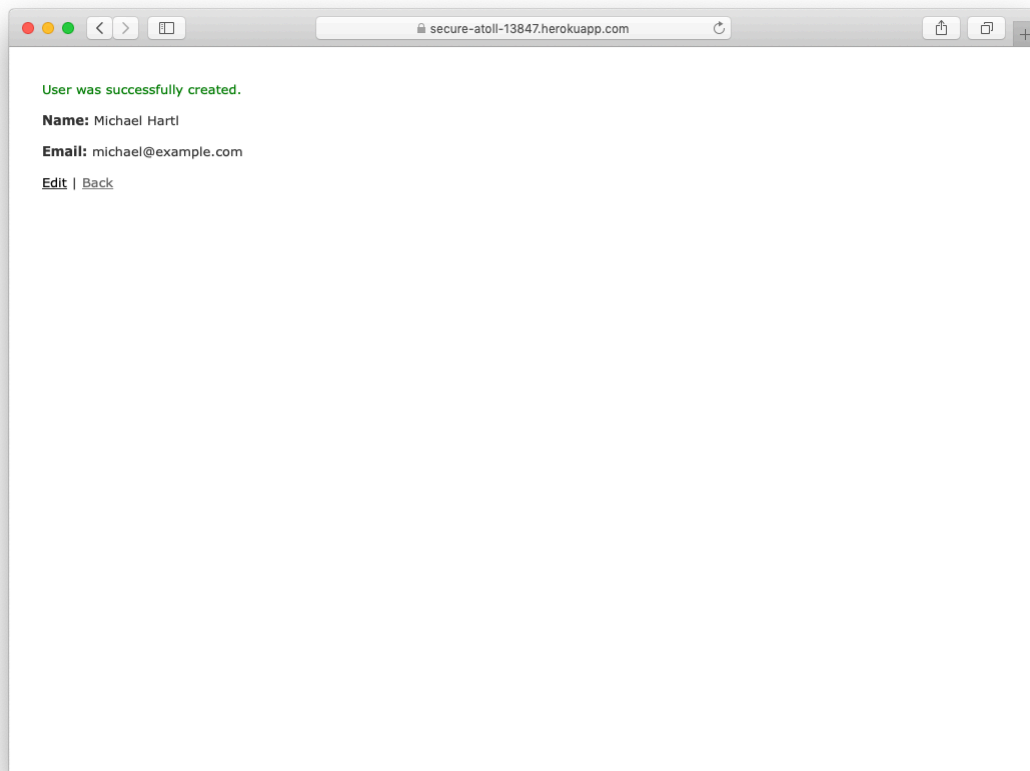 secure-atoll-13847.herokuapp.com
User was successfully created.
Name: Michael Hartl
Email: michael@example.com
Edit | Back